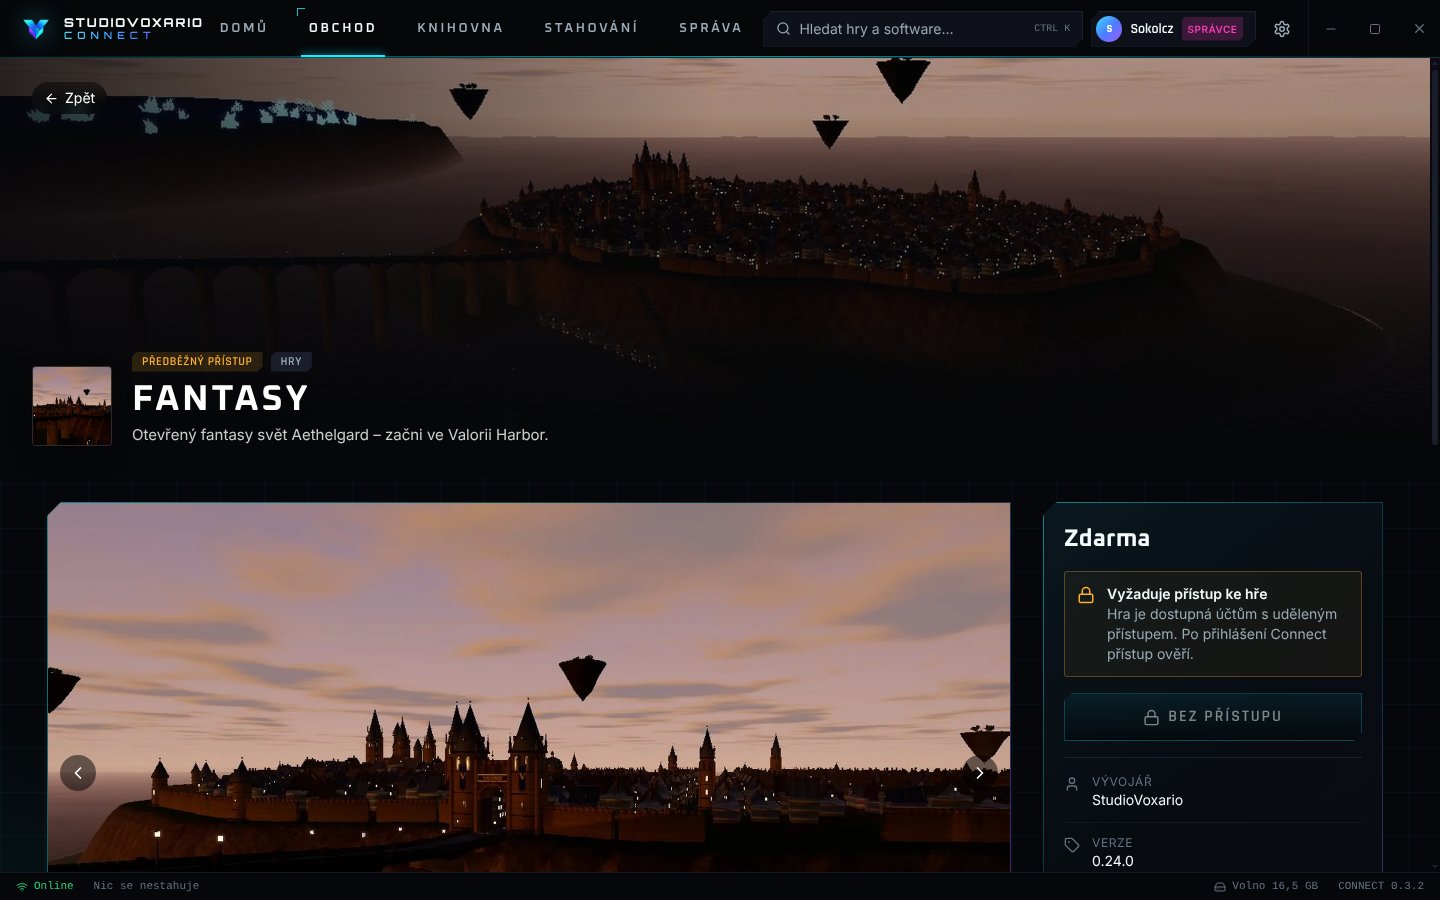 STUDIOVOXARIO
CONNECT
DOMŮ
OBCHOD
KNIHOVNA
STAHOVÁNÍ
SPRÁVA
Hledat hry a software...
CTRL K
S
Sokolcz
SPRÁVCE
Zpět
PŘEDBĚŽNÝ PŘÍSTUP
HRY
FANTASY
Otevřený fantasy svět Aethelgard – začni ve Valorii Harbor.
Zdarma
Vyžaduje přístup ke hře
Hra je dostupná účtům s uděleným
přístupem. Po přihlášení Connect
přístup ověří.
BEZ PŘÍSTUPU
VÝVOJÁŘ
StudioVoxario
VERZE
0.24.0
Online
Nic se nestahuje
Volno 16,5 GB
CONNECT 0.3.2